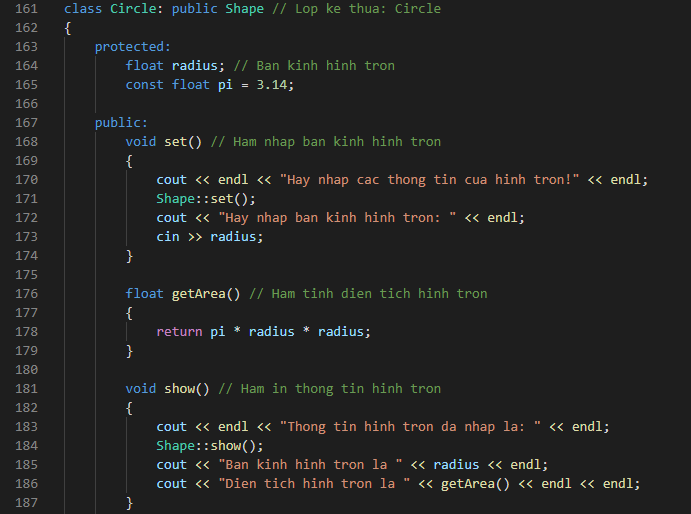 161 class Circle: public Shape // Lop ke thua: Circle
162 {
163 protected:
164 float radius; // Ban kinh hinh tron
165 const float pi = 3.14;
166
167 public:
168 void set() // Ham nhap ban kinh hinh tron
169 {
170 cout << endl << "Hay nhap cac thong tin cua hinh tron!" << endl;
171 Shape::set();
172 cout << "Hay nhap ban kinh hinh tron: " << endl;
173 cin >> radius;
174 }
175
176 float getArea() // Ham tinh dien tich hinh tron
177 {
178 return pi * radius * radius;
179 }
180
181 void show() // Ham in thong tin hinh tron
182 {
183 cout << endl << "Thong tin hinh tron da nhap la: " << endl;
184 Shape::show();
185 cout << "Ban kinh hinh tron la " << radius << endl;
186 cout << "Dien tich hinh tron la " << getArea() << endl << endl;
187 }